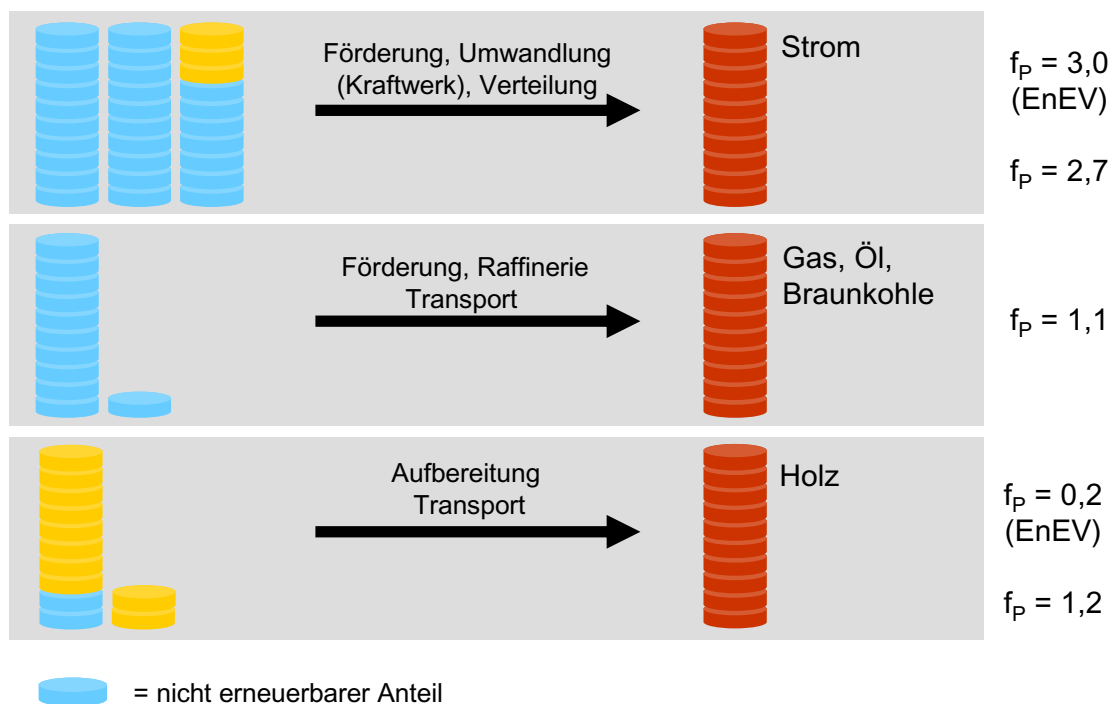 Förderung, Umwandlung
(Kraftwerk), Verteilung
Strom
fP = 3,0
(EnEV)
fP = 2,7
Förderung, Raffinerie
Transport
Gas, Öl,
Braunkohle
fP = 1,1
Aufbereitung
Transport
Holz
fP = 0,2
(EnEV)
fP = 1,2
= nicht erneuerbarer Anteil